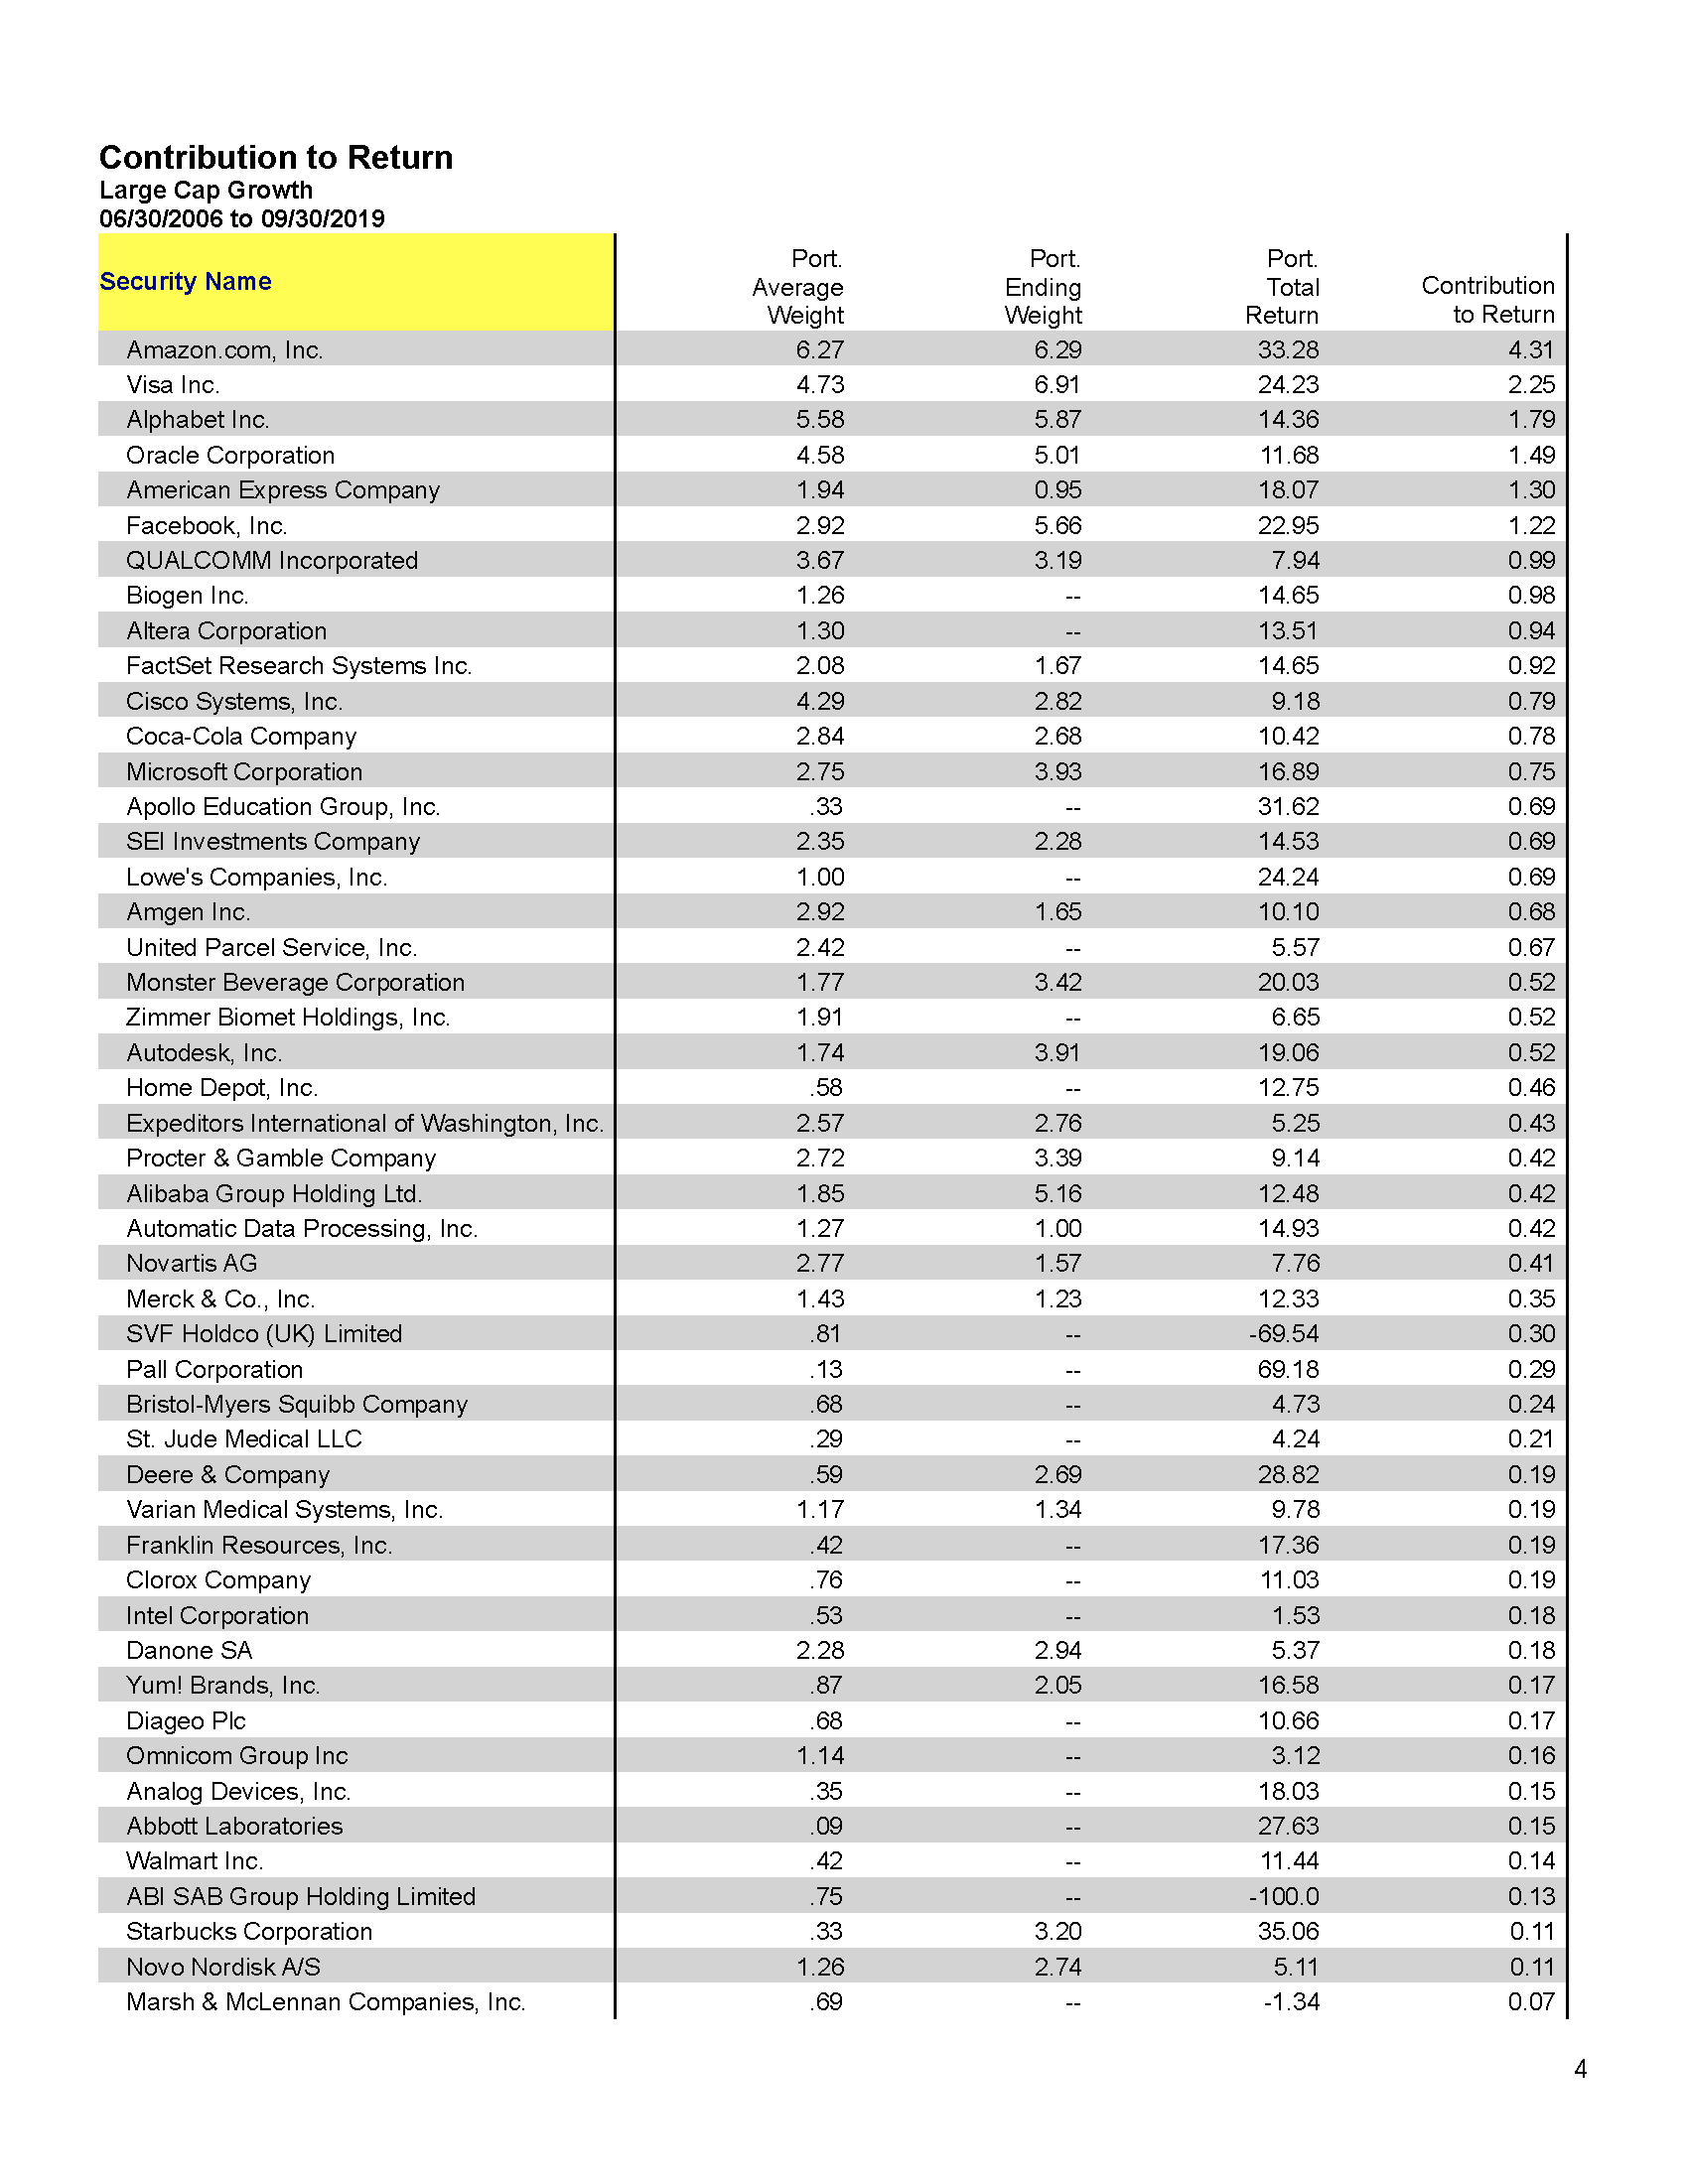 Contribution to Return
Large Cap Growth
06/30/2006 to 09/30/2019
Security Name Port. Average Weight Port. Ending Weight Port. Total Return Contribution to Return
Amazon.com, Inc. 6.27 6.29 33.28 4.31
Visa Inc. 4.73 6.91 24.23 2.25
Alphabet Inc. 5.58 5.87 14.36 1.79
Oracle Corporation 4.58 5.01 11.68 1.49
American Express Company 1.94 0.95 18.07 1.30
Facebook, Inc. 2.92 5.66 22.95 1.22
QUALCOMM Incorporated 3.67 3.19 7.94 0.99
Biogen Inc. 1.26 -- 14.65 0.98
Altera Corporation 1.30 -- 13.51 0.94
FactSet Research Systems Inc. 2.08 1.67 14.65 0.92
Cisco Systems, Inc. 4.29 2.82 9.18 0.79
Coca-Cola Company 2.84 2.68 10.42 0.78
Microsoft Corporation 2.75 3.93 16.89 0.75
Apollo Education Group, Inc. .33 -- 31.62 0.69
SEI Investments Company 2.35 2.28 14.53 0.69
Lowe's Companies, Inc. 1.00 -- 24.24 0.69
Amgen Inc. 2.92 1.65 10.10 0.68
United Parcel Service, Inc. 2.42 -- 5.57 0.67
Monster Beverage Corporation 1.77 3.42 20.03 0.52
Zimmer Biomet Holdings, Inc. 1.91 -- 6.65 0.52
Autodesk, Inc. 1.74 3.91 19.06 0.52
Home Depot, Inc. .58 -- 12.75 0.46
Expeditors International of Washington, Inc. 2.57 2.76 5.25 0.43
Procter & Gamble Company 2.72 3.39 9.14 0.42
Alibaba Group Holding Ltd. 1.85 5.16 12.48 0.42
Automatic Data Processing, Inc. 1.27 1.00 14.93 0.42
Novartis AG 2.77 1.57 7.76 0.41
Merck & Co., Inc. 1.43 1.23 12.33 0.35
SVF Holdco (UK) Limited .81 -- -69.54 0.30
Pall Corporation .13 -- 69.18 0.29
Bristol-Myers Squibb Company .68 -- 4.73 0.24
St. Jude Medical LLC .29 -- 4.24 0.21
Deere & Company .59 2.69 28.82 0.19
Varian Medical Systems, Inc. 1.17 1.34 9.78 0.19
Franklin Resources, Inc. .42 -- 17.36 0.19
Clorox Company .76 -- 11.03 0.19
Intel Corporation .53 -- 1.53 0.18
Danone SA 2.28 2.94 5.37 0.18
Yum! Brands, Inc. .87 2.05 16.58 0.17
Diageo Plc .68 -- 10.66 0.17
Omnicom Group Inc 1.14 -- 3.12 0.16
Analog Devices, Inc. .35 -- 18.03 0.15
Abbott Laboratories .09 -- 27.63 0.15
Walmart Inc. .42 -- 11.44 0.14
ABI SAB Group Holding Limited .75 -- -100.0 0.13
Starbucks Corporation .33 3.20 35.06 0.11
Novo Nordisk A/S 1.26 2.74 5.11 0.11
Marsh & McLennan Companies, Inc. .69 -- -1.34 0.07
4